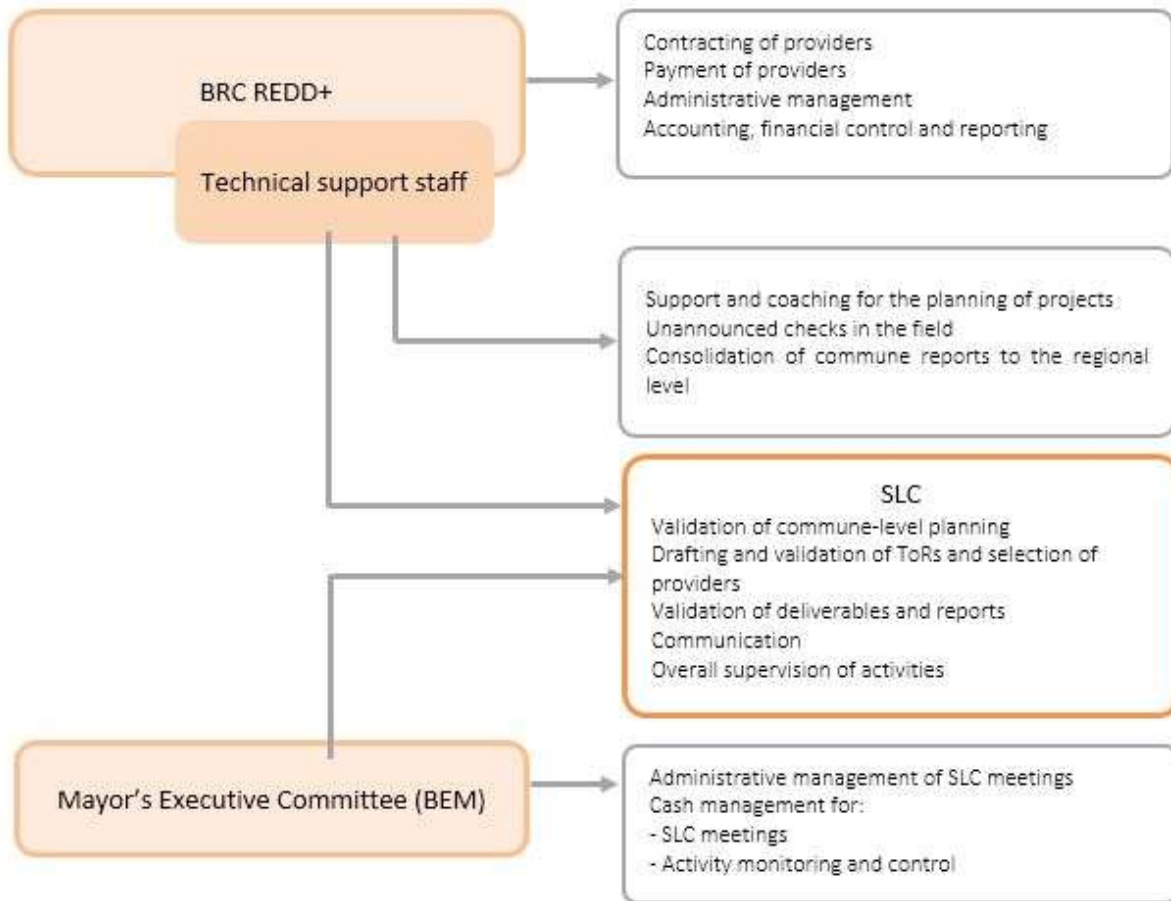 BRC REDD+
Technical support staff
Contracting of providers
Payment of providers
Administrative management
Accounting, financial control and reporting
Support and coaching for the planning of projects
Unannounced checks in the field
Consolidation of commune reports to the regional
level
SLC
Validation of commune-level planning
Drafting and validation of ToRs and selection of
providers
Validation of deliverables and reports
Communication
Overall supervision of activities
Mayor's Executive Committee (BEM)
Administrative management of SLC meetings
Cash management for:
- SLC meetings
- Activity monitoring and control